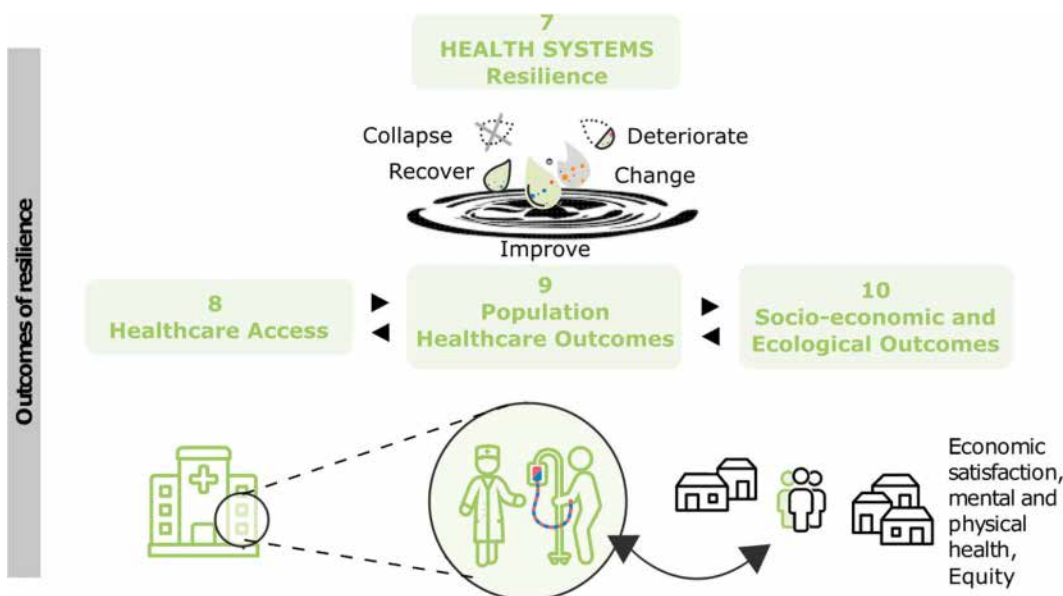 Outcomes of resilience
7
HEALTH SYSTEMS
Resilience
Collapse
Deteriorate
Recover
Change
Improve
8
Healthcare Access
9
Population
Healthcare Outcomes
10
Socio-economic and
Ecological Outcomes
Economic
satisfaction,
mental and
physical
health,
Equity